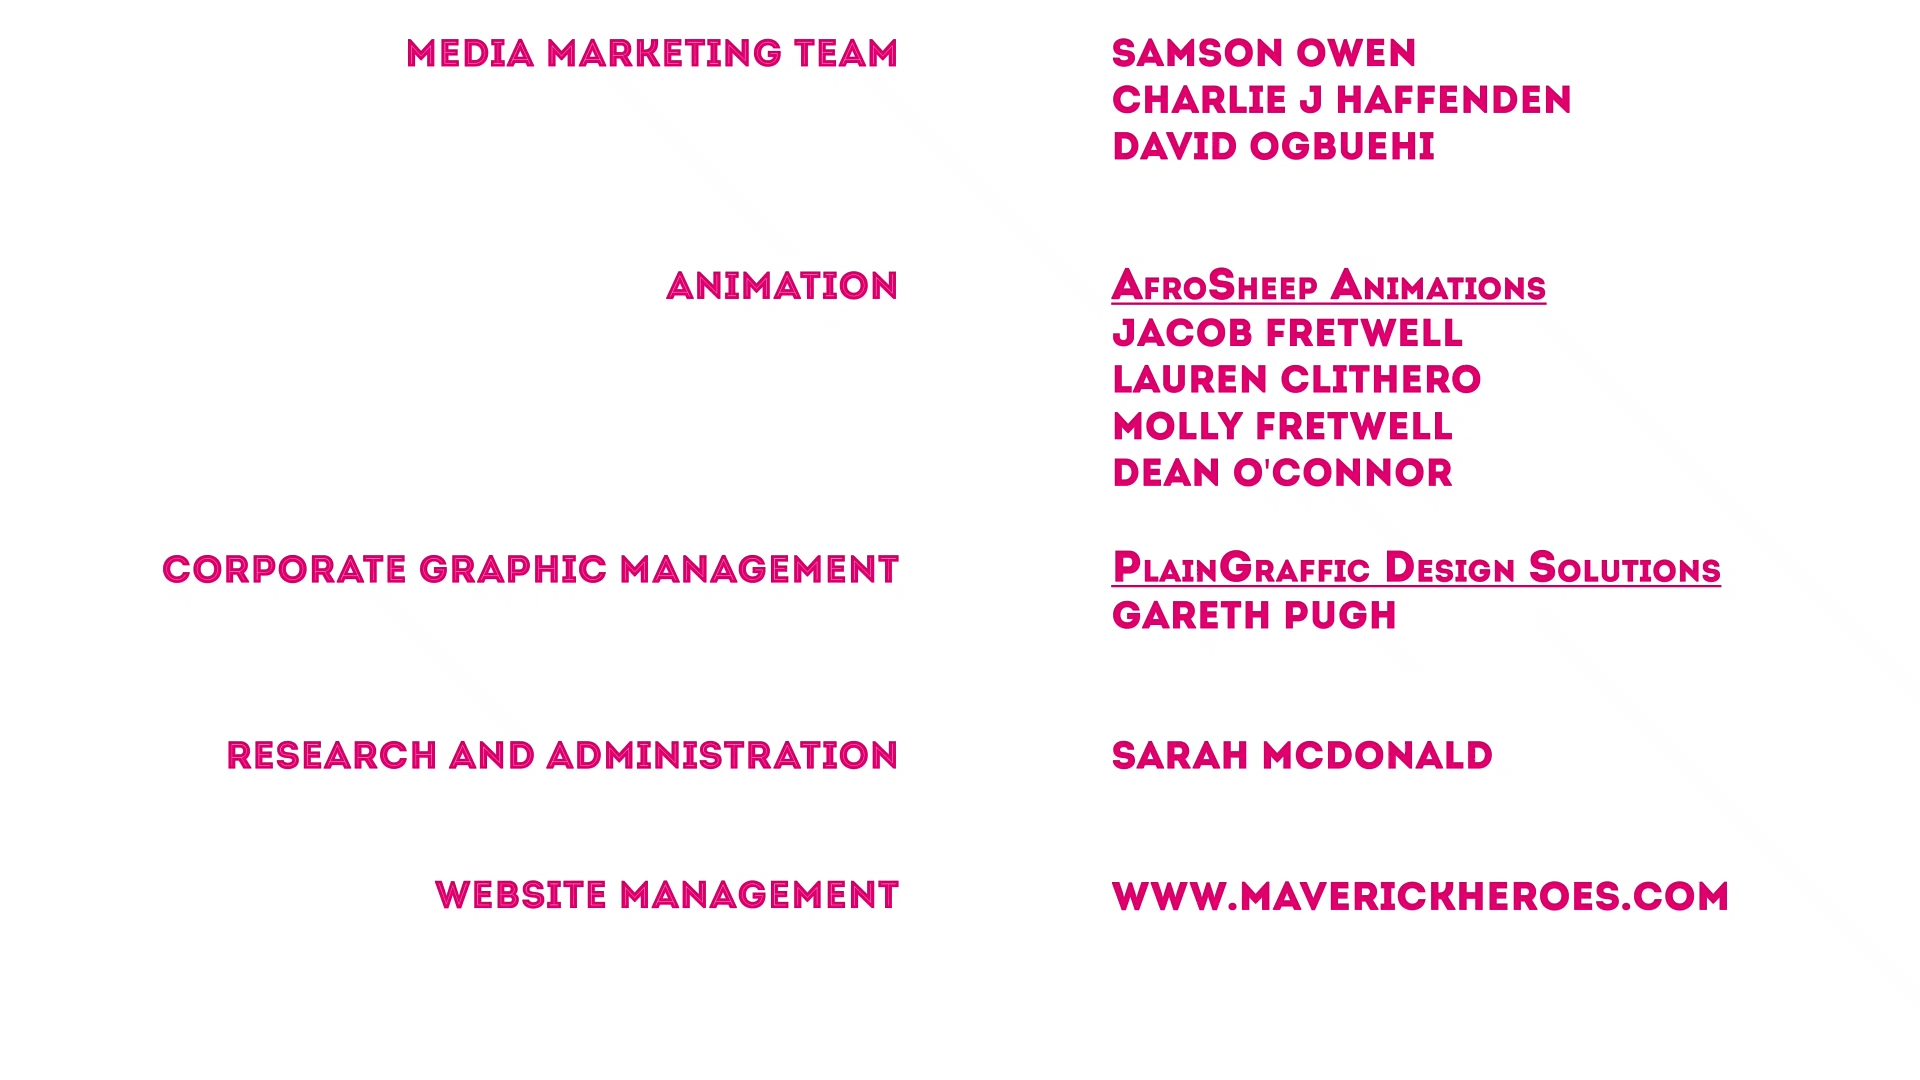 MEDIA MARKETING TEAM SAMSON OWEN
CHARLIE J HAFFENDEN
DAVID OGBUEHI
ANIMATION AFROSHEEP ANIMATIONS
JACOB FRETWELL
LAUREN CLITHERO
MOLLY FRETWELL
DEAN O'CONNOR
CORPORATE GRAPHIC MANAGEMENT PLAINGRAFFIC DESIGN SOLUTIONS
GARETH PUGH
RESEARCH AND ADMINISTRATION SARAH MCDONALD
WEBSITE MANAGEMENT WWW.MAVERICKHEROES.COM